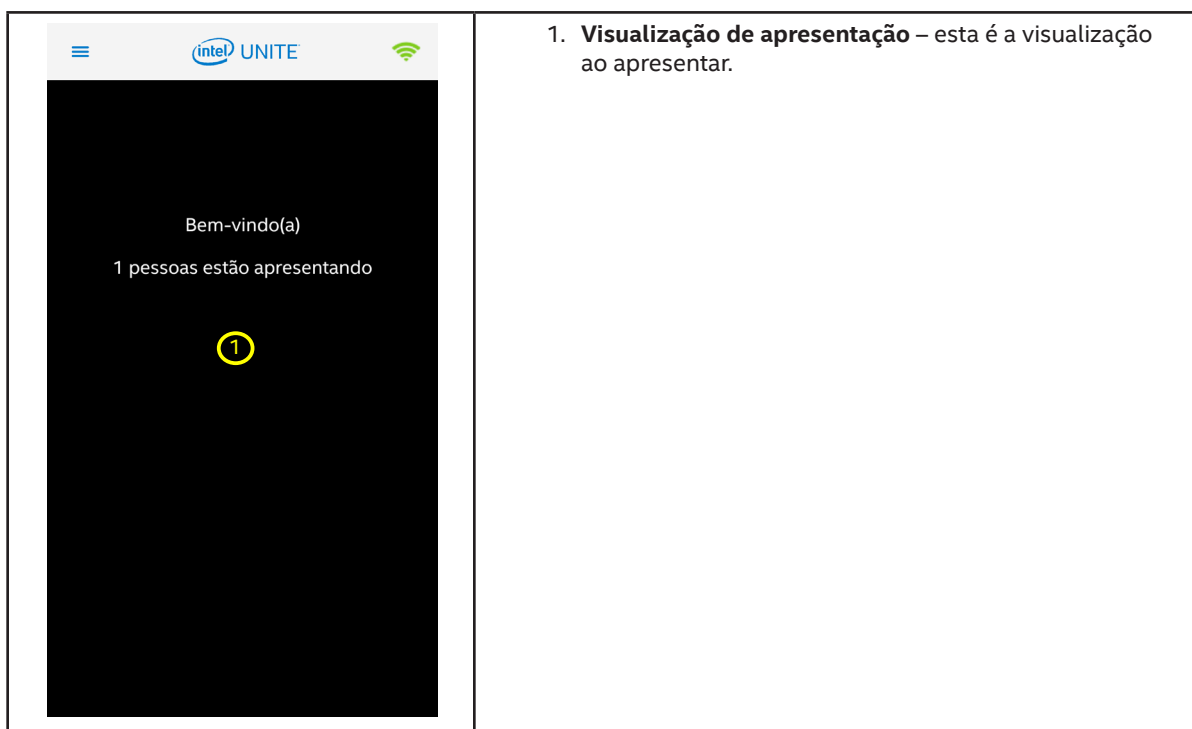 intel UNITE
Bem-vindo(a)
1 pessoas estão apresentando
1
1. Visualização de apresentação – esta é a visualização
ao apresentar.